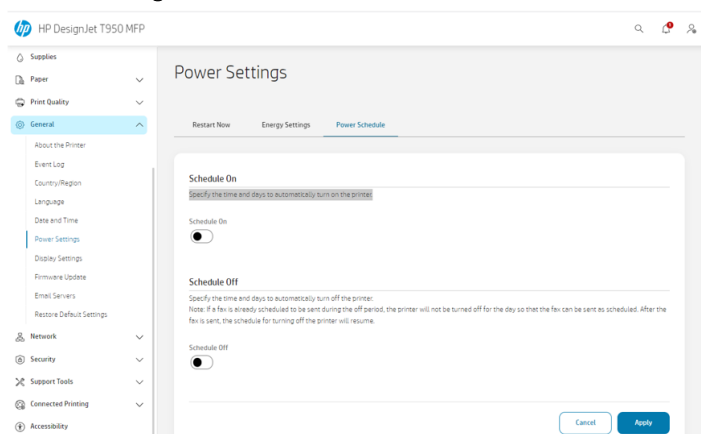 HP DesignJet T950 MFP
Supplies
Paper
Print Quality
General
About the Printer
Event Log
Country/Region
Language
Date and Time
Power Settings
Display Settings
Firmware Update
Email Servers
Restore Default Settings
Network
Security
Support Tools
Connected Printing
Accessibility
Power Settings
Restart Now
Energy Settings
Power Schedule
Schedule On
Specify the time and days to automatically turn on the printer.
Schedule On
Schedule Off
Specify the time and days to automatically turn off the printer.
Note: If a fax is already scheduled to be sent during the off period, the printer will not be turned off for the day so that the fax can be sent as scheduled. After the
fax is sent, the schedule for turning off the printer will resume.
Schedule Off
Cancel
Apply